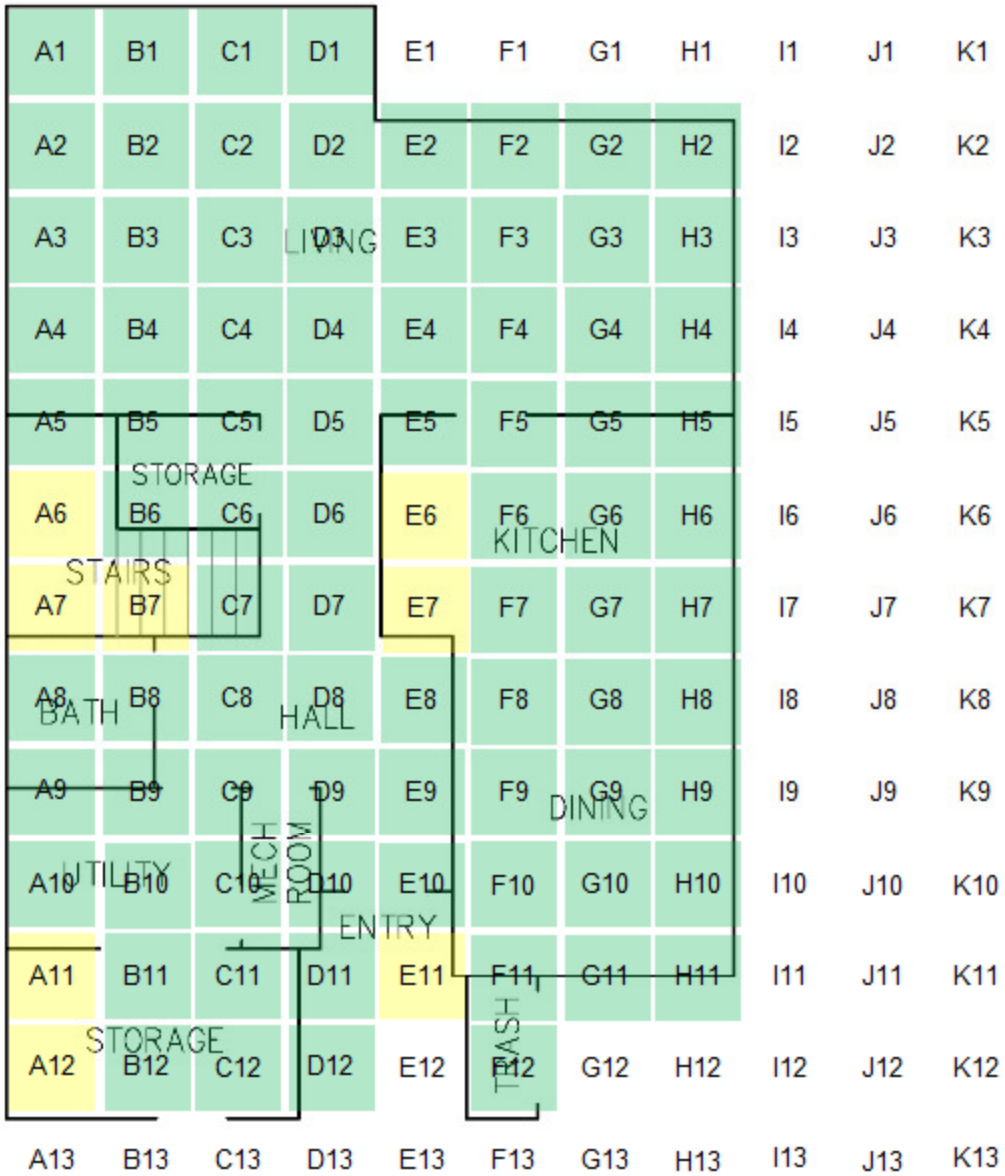 A1 B1 C1 D1 E1 F1 G1 H1 I1 J1 K1
A2 B2 C2 D2 E2 F2 G2 H2 I2 J2 K2
A3 B3 C3 D3 E3 F3 G3 H3 I3 J3 K3
LIVING
A4 B4 C4 D4 E4 F4 G4 H4 I4 J4 K4
A5 B5 C5 D5 E5 F5 G5 H5 I5 J5 K5
STORAGE
A6 B6 C6 D6 E6 F6 G6 H6 I6 J6 K6
KITCHEN
STAIRS
A7 B7 C7 D7 E7 F7 G7 H7 I7 J7 K7
A8 B8 C8 D8 E8 F8 G8 H8 I8 J8 K8
BATH HALL
A9 B9 C9 D9 E9 F9 G9 H9 I9 J9 K9
DINING
MECH
ROOM
UTILITY
A10 B10 C10 D10 E10 F10 G10 H10 I10 J10 K10
ENTRY
A11 B11 C11 D11 E11 F11 G11 H11 I11 J11 K11
STORAGE
TRASH
A12 B12 C12 D12 E12 F12 G12 H12 I12 J12 K12
A13 B13 C13 D13 E13 F13 G13 H13 I13 J13 K13